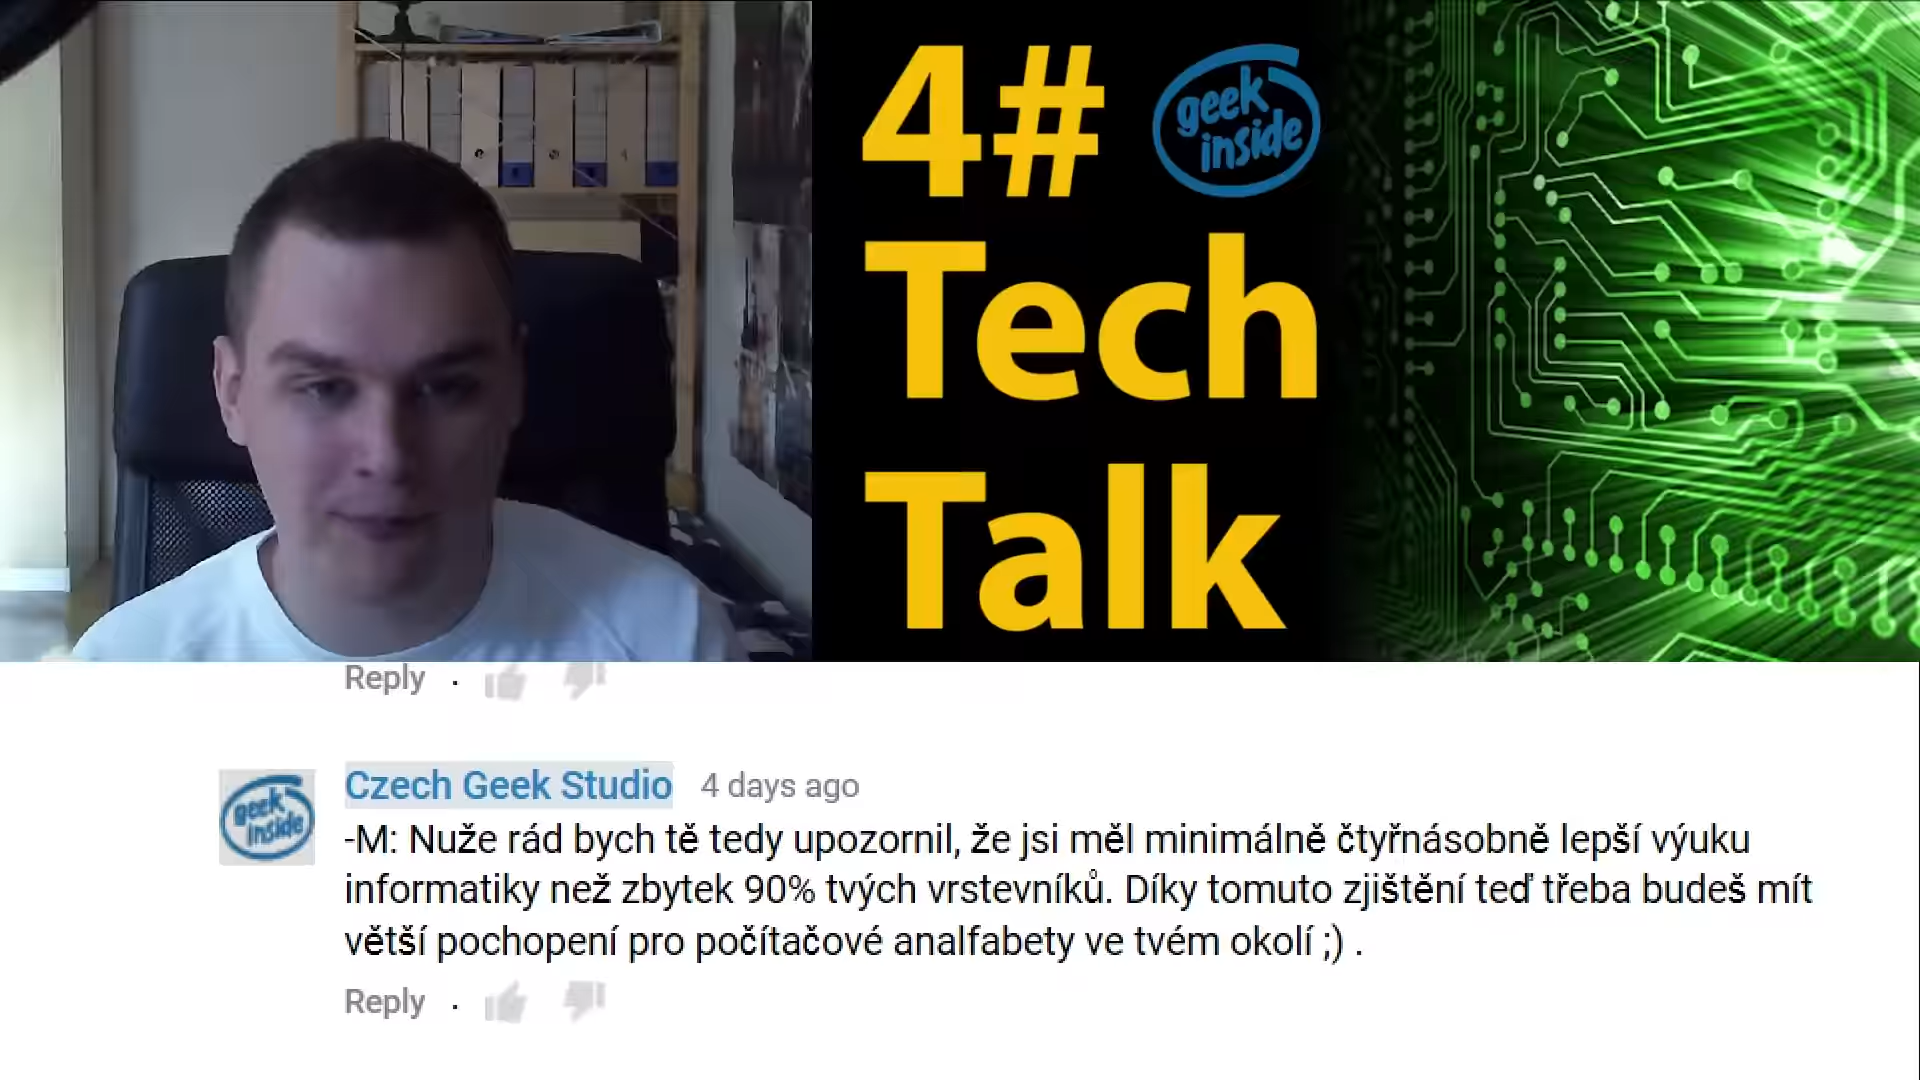 4#
geek
inside
Tech
Talk
Reply
geek
inside
Czech Geek Studio 4 days ago
-M: Nuže rád bych tě tedy upozornil, že jsi měl minimálně čtyřnásobně lepší výuku
informatiky než zbytek 90% tvých vrstevníků. Díky tomuto zjištění teď třeba budeš mít
větší pochopení pro počítačové analfabety ve tvém okolí ;) .
Reply